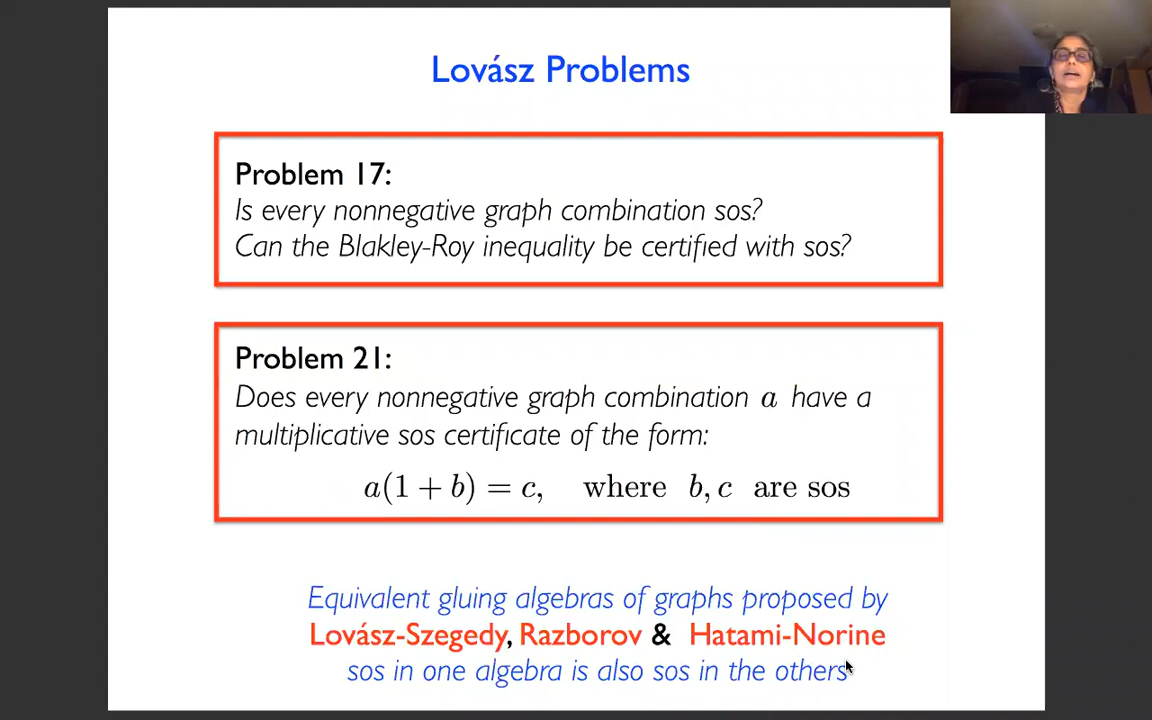 Lovász Problems
Problem 17:
Is every nonnegative graph combination sos?
Can the Blakley-Roy inequality be certified with sos?
Problem 21:
Does every nonnegative graph combination a have a
multiplicative sos certificate of the form:
a(1 + b) = c, where b, c are sos
Equivalent gluing algebras of graphs proposed by
Lovász-Szegedy, Razborov & Hatami-Norine
sos in one algebra is also sos in the others